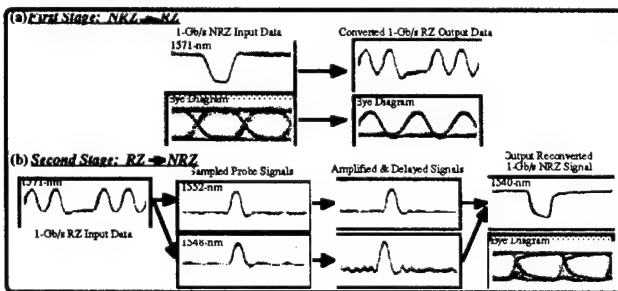 (a) First Stage: NRZ → RZ
1-Gb/s NRZ Input Data
Converted 1-Gb/s RZ Output Data
1571-nm
Eye Diagram
Eye Diagram
(b) Second Stage: RZ → NRZ
Sampled Probe Signals
Amplified & Delayed Signals
Output Reconverted
1-Gb/s NRZ Signal
1571-nm
1552-nm
1540-nm
1-Gb/s RZ Input Data
1548-nm
Eye Diagram